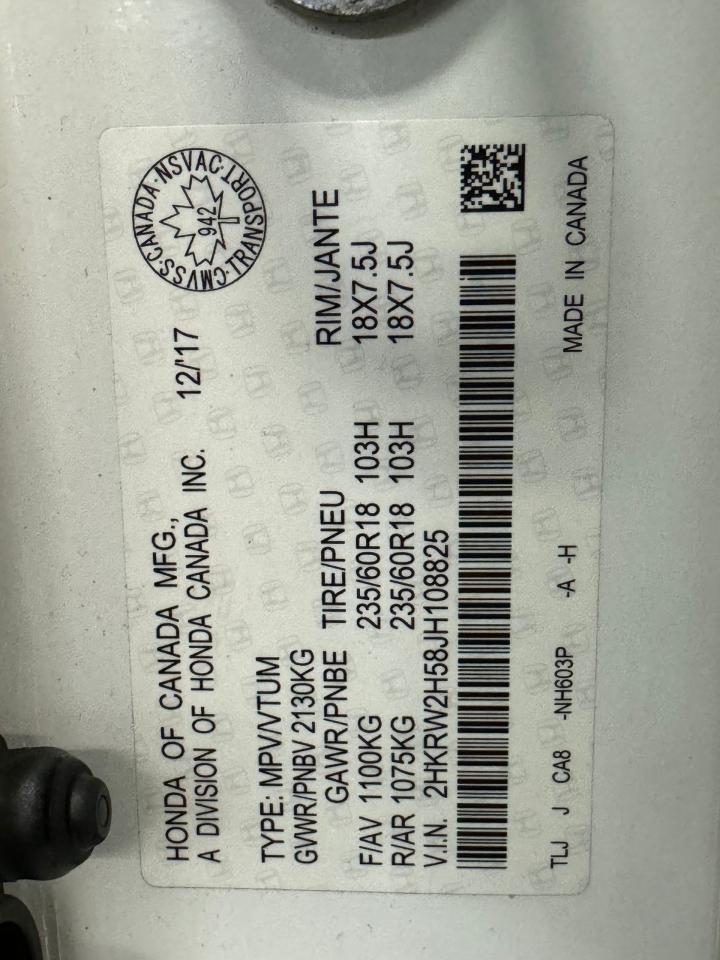 HONDA OF CANADA MFG.,
A DIVISION OF HONDA CANADA INC. 12/'17
CMVSS·CANADA·NSVAC·TRANSPORT·
942
TYPE: MPV/VTUM
GVWR/PNBV 2130KG
GAWR/PNBE TIRE/PNEU RIM/JANTE
F/AV 1100KG 235/60R18 103H 18X7.5J
R/AR 1075KG 235/60R18 103H 18X7.5J
V.I.N. 2HKRW2H58JH108825
TLJ J CA8 -NH603P -A -H MADE IN CANADA